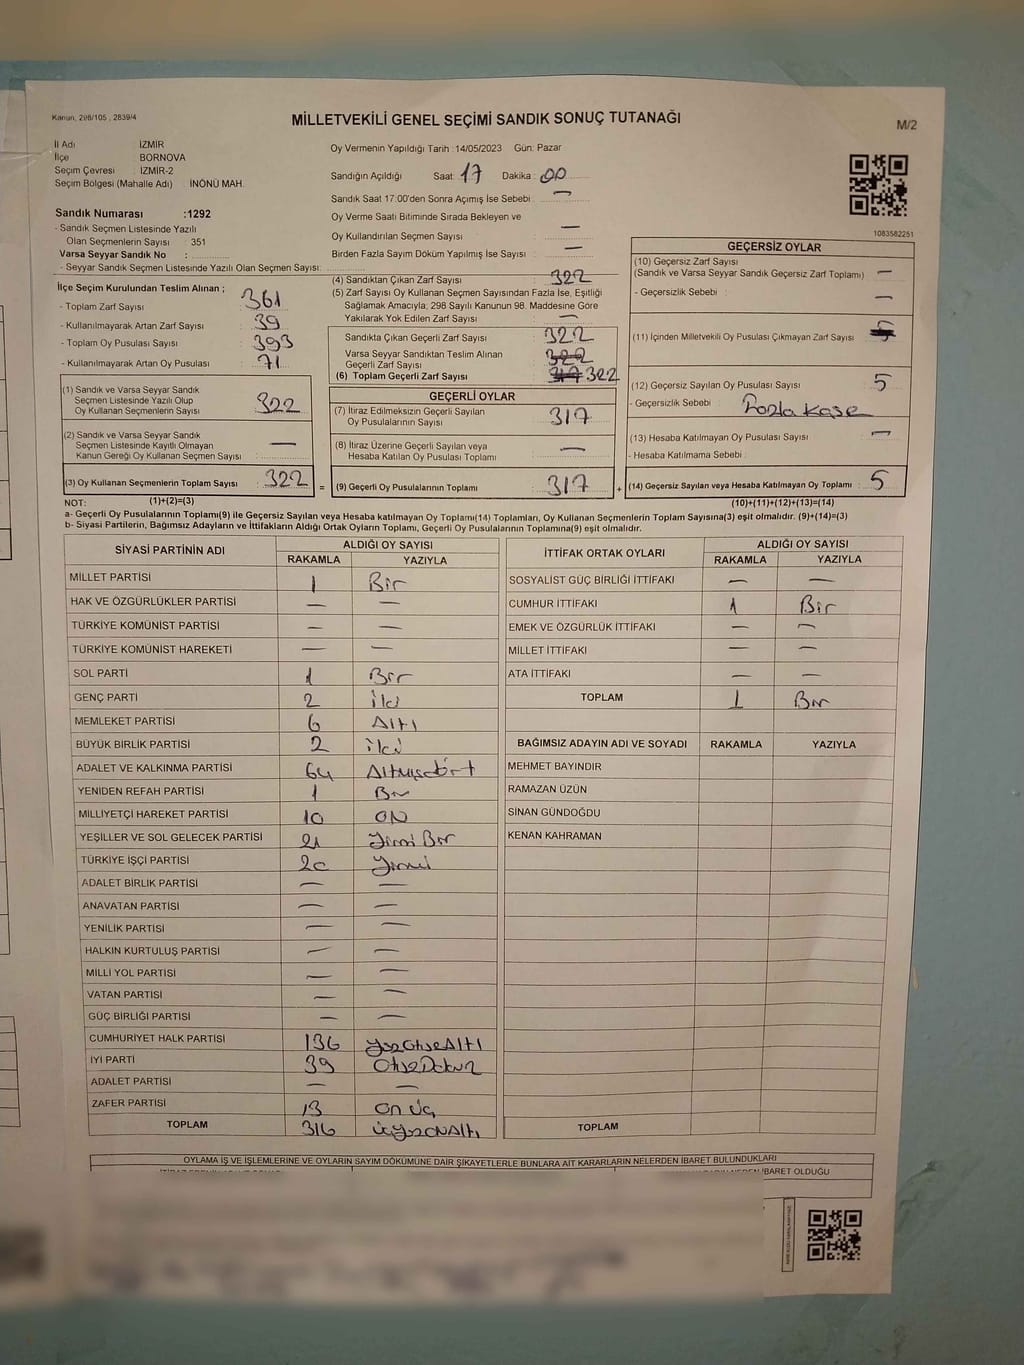 Kanun, 298/105 , 2839/4
MİLLETVEKİLİ GENEL SEÇİMİ SANDIK SONUÇ TUTANAĞI
M/2
İl Adı : İZMİR
İlçe : BORNOVA
Seçim Çevresi : İZMİR-2
Seçim Bölgesi (Mahalle Adı) : İNÖNÜ MAH.
Oy Vermenin Yapıldığı Tarih :14/05/2023 Gün: Pazar
Sandığın Açıldığı Saat: 17 Dakika : 00
Sandık Saat 17:00'den Sonra Açımış İse Sebebi : —
Oy Verme Saati Bitiminde Sırada Bekleyen ve
Oy Kullandırılan Seçmen Sayısı : —
Birden Fazla Sayım Döküm Yapılmış İse Sayısı : —
Sandık Numarası :1292
- Sandık Seçmen Listesinde Yazılı
Olan Seçmenlerin Sayısı : 351
Varsa Seyyar Sandık No :
- Seyyar Sandık Seçmen Listesinde Yazılı Olan Seçmen Sayısı:
1083582251
İlçe Seçim Kurulundan Teslim Alınan ;
- Toplam Zarf Sayısı : 361
- Kullanılmayarak Artan Zarf Sayısı : 39
- Toplam Oy Pusulası Sayısı : 393
- Kullanılmayarak Artan Oy Pusulası : 71
(1) Sandık ve Varsa Seyyar Sandık
Seçmen Listesinde Yazılı Olup
Oy Kullanan Seçmenlerin Sayısı : 322
(2) Sandık ve Varsa Seyyar Sandık
Seçmen Listesinde Kayıtlı Olmayan
Kanun Gereği Oy Kullanan Seçmen Sayısı : —
(3) Oy Kullanan Seçmenlerin Toplam Sayısı : 322 =
(4) Sandıktan Çıkan Zarf Sayısı : 322
(5) Zarf Sayısı Oy Kullanan Seçmen Sayısından Fazla İse, Eşitliği
Sağlamak Amacıyla, 298 Sayılı Kanunun 98. Maddesine Göre
Yakılarak Yok Edilen Zarf Sayısı : —
Sandıkta Çıkan Geçerli Zarf Sayısı : 322
Varsa Seyyar Sandıktan Teslim Alınan
Geçerli Zarf Sayısı : 322
(6) Toplam Geçerli Zarf Sayısı : 317 322
GEÇERLİ OYLAR
(7) İtiraz Edilmeksizin Geçerli Sayılan
Oy Pusulalarının Sayısı : 317
(8) İtiraz Üzerine Geçerli Sayılan veya
Hesaba Katılan Oy Pusulası Toplamı : —
(9) Geçerli Oy Pusulalarının Toplamı : 317 +
GEÇERSİZ OYLAR
(10) Geçersiz Zarf Sayısı
(Sandık ve Varsa Seyyar Sandık Geçersiz Zarf Toplamı) : —
- Geçersizlik Sebebi : —
(11) İçinden Milletvekili Oy Pusulası Çıkmayan Zarf Sayısı : 5
(12) Geçersiz Sayılan Oy Pusulası Sayısı : 5
- Geçersizlik Sebebi : Fazla Kaşe
(13) Hesaba Katılmayan Oy Pusulası Sayısı : —
- Hesaba Katılmama Sebebi :
(14) Geçersiz Sayılan veya Hesaba Katılmayan Oy Toplamı : 5
NOT: (1)+(2)=(3) (10)+(11)+(12)+(13)=(14)
a- Geçerli Oy Pusulalarının Toplamı(9) ile Geçersiz Sayılan veya Hesaba katılmayan Oy Toplamı(14) Toplamları, Oy Kullanan Seçmenlerin Toplam Sayısına(3) eşit olmalıdır. (9)+(14)=(3)
b- Siyasi Partilerin, Bağımsız Adayların ve İttifakların Aldığı Ortak Oyların Toplamı, Geçerli Oy Pusulalarının Toplamına(9) eşit olmalıdır.
SİYASİ PARTİNİN ADI ALDIĞI OY SAYISI
RAKAMLA YAZIYLA
MİLLET PARTİSİ 1 Bir
HAK VE ÖZGÜRLÜKLER PARTİSİ — —
TÜRKİYE KOMÜNİST PARTİSİ — —
TÜRKİYE KOMÜNİST HAREKETİ — —
SOL PARTİ 1 Bir
GENÇ PARTİ 2 İki
MEMLEKET PARTİSİ 6 Altı
BÜYÜK BİRLİK PARTİSİ 2 iki
ADALET VE KALKINMA PARTİSİ 64 Altmışdört
YENİDEN REFAH PARTİSİ 1 Bir
MİLLİYETÇİ HAREKET PARTİSİ 10 ON
YEŞİLLER VE SOL GELECEK PARTİSİ 21 Yirmi Bir
TÜRKİYE İŞÇİ PARTİSİ 20 Yirmi
ADALET BİRLİK PARTİSİ — —
ANAVATAN PARTİSİ — —
YENİLİK PARTİSİ — —
HALKIN KURTULUŞ PARTİSİ — —
MİLLİ YOL PARTİSİ — —
VATAN PARTİSİ — —
GÜÇ BİRLİĞİ PARTİSİ — —
CUMHURİYET HALK PARTİSİ 136 YüzOtuzAltı
İYİ PARTİ 39 OtuzDokuz
ADALET PARTİSİ — —
ZAFER PARTİSİ 13 On üç
TOPLAM 316 üçyüzONAltı
İTTİFAK ORTAK OYLARI ALDIĞI OY SAYISI
RAKAMLA YAZIYLA
SOSYALİST GÜÇ BİRLİĞİ İTTİFAKI — —
CUMHUR İTTİFAKI 1 Bir
EMEK VE ÖZGÜRLÜK İTTİFAKI — —
MİLLET İTTİFAKI — —
ATA İTTİFAKI — —
TOPLAM 1 Bir
BAĞIMSIZ ADAYIN ADI VE SOYADI RAKAMLA YAZIYLA
MEHMET BAYINDIR
RAMAZAN ÜZÜN
SİNAN GÜNDOĞDU
KENAN KAHRAMAN
TOPLAM
OYLAMA İŞ VE İŞLEMLERİNE VE OYLARIN SAYIM DÖKÜMÜNE DAİR ŞİKAYETLERLE BUNLARA AİT KARARLARIN NELERDEN İBARET BULUNDUKLARI
İBARET OLDUĞU